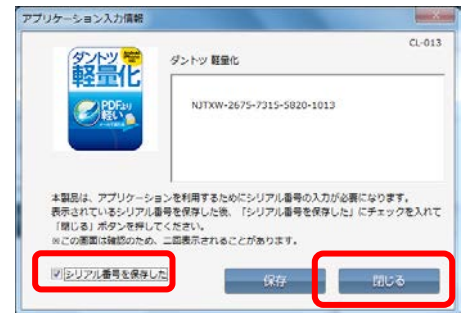 アプリケーション入力情報
CL-013
ダントツ
軽量化
PDFより
軽い
ダントツ 軽量化
NJTXW-2675-7315-5820-1013
本製品は、アプリケーションを利用するためにシリアル番号の入力が必要になります。
表示されているシリアル番号を保存した後、「シリアル番号を保存した」にチェックを入れて
「閉じる」ボタンを押してください。
※この画面は確認のため、二回表示されることがあります。
シリアル番号を保存した
保存
閉じる